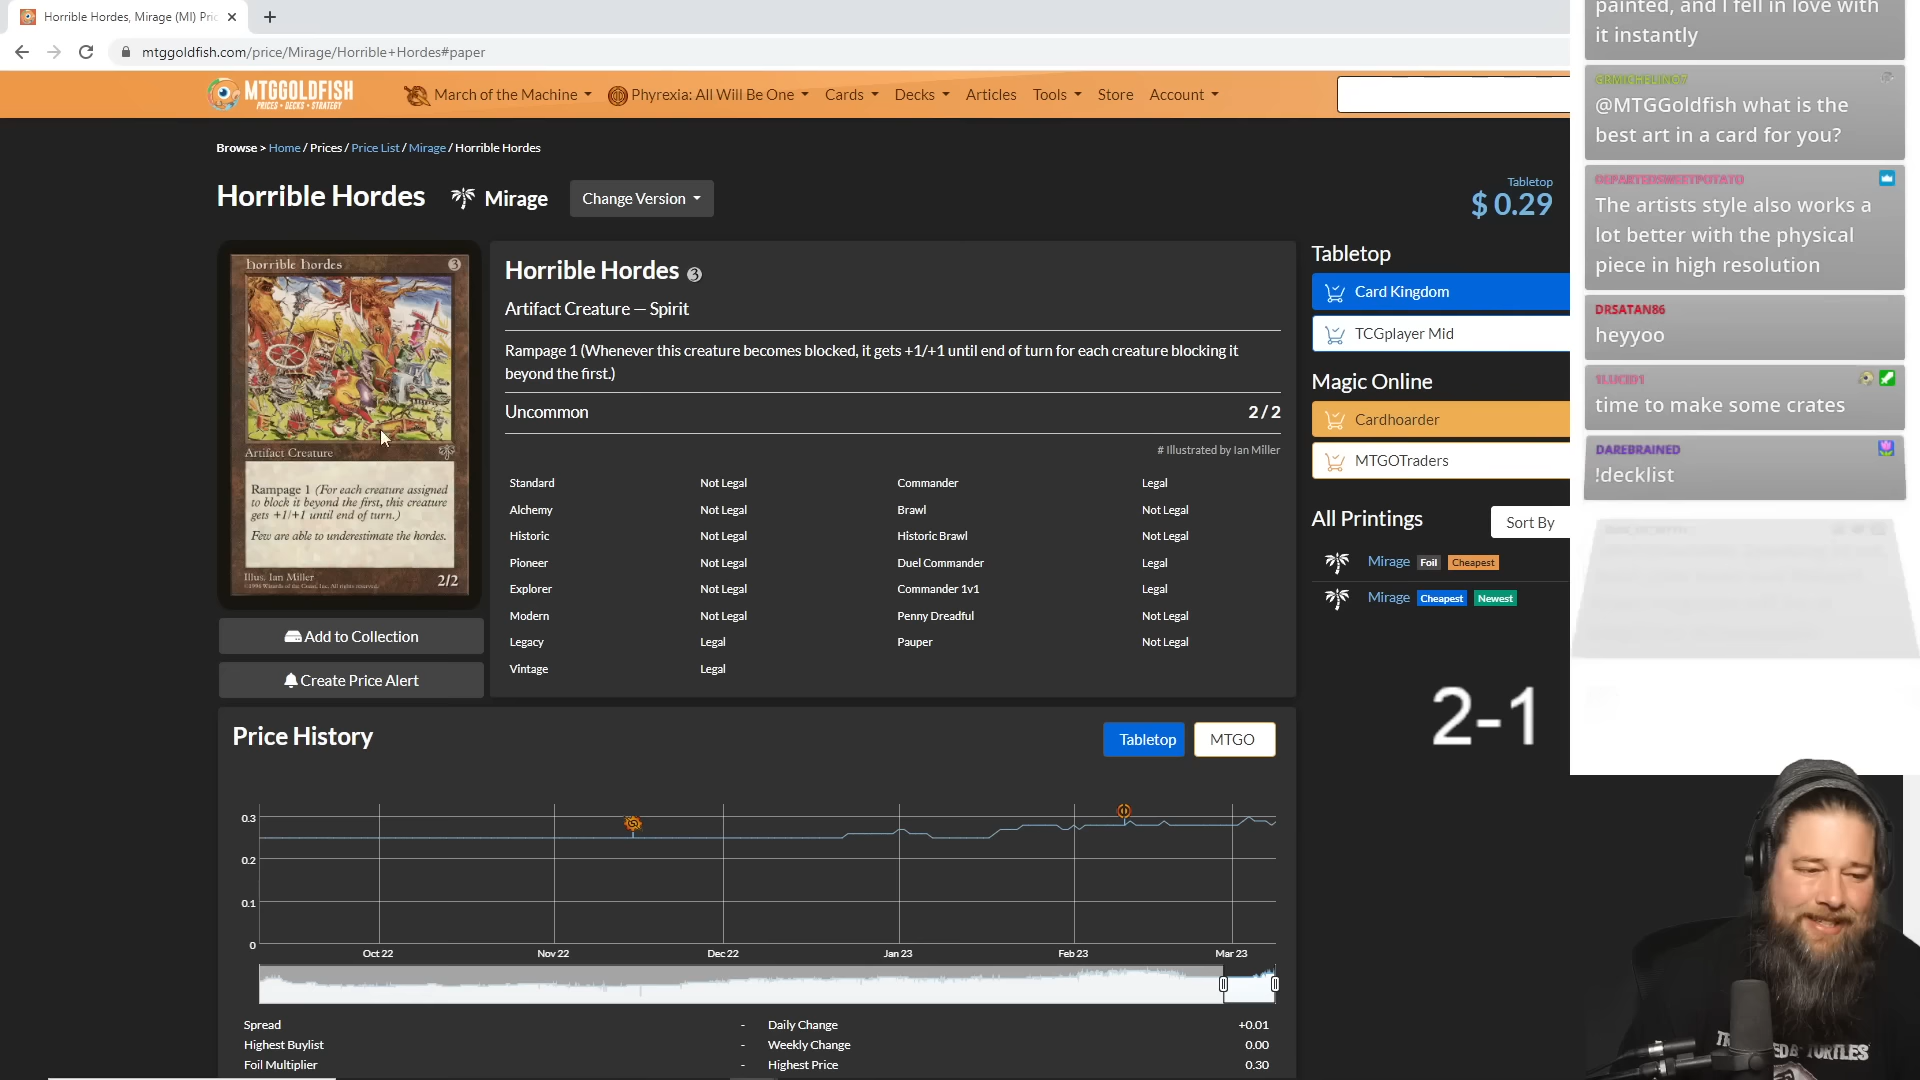 Horrible Hordes, Mirage (MI) Pric
mtggoldfish.com/price/Mirage/Horrible+Hordes#paper
MTGGOLDFISH
PRICES • DECKS • STRATEGY
March of the Machine
Phyrexia: All Will Be One
Cards
Decks
Articles
Tools
Store
Account
Browse > Home / Prices / Price List / Mirage / Horrible Hordes
Horrible Hordes
Mirage
Change Version
Tabletop
$ 0.29
Horrible Hordes 3
Artifact Creature
Rampage 1 (For each creature assigned
to block it beyond the first, this creature
gets +1/+1 until end of turn.)
Few are able to underestimate the hordes.
Illus. Ian Miller
2/2
Add to Collection
Create Price Alert
Horrible Hordes 3
Artifact Creature — Spirit
Rampage 1 (Whenever this creature becomes blocked, it gets +1/+1 until end of turn for each creature blocking it
beyond the first.)
Uncommon 2 / 2
# Illustrated by Ian Miller
Standard Not Legal Commander Legal
Alchemy Not Legal Brawl Not Legal
Historic Not Legal Historic Brawl Not Legal
Pioneer Not Legal Duel Commander Legal
Explorer Not Legal Commander 1v1 Legal
Modern Not Legal Penny Dreadful Not Legal
Legacy Legal Pauper Not Legal
Vintage Legal
Tabletop
Card Kingdom
TCGplayer Mid
Magic Online
Cardhoarder
MTGOTraders
All Printings
Sort By
Mirage Foil Cheapest
Mirage Cheapest Newest
2-1
Price History
Tabletop
MTGO
0.3
0.2
0.1
0
Oct 22
Nov 22
Dec 22
Jan 23
Feb 23
Mar 23
Spread - Daily Change +0.01
Highest Buylist - Weekly Change 0.00
Foil Multiplier - Highest Price 0.30
painted, and I fell in love with
it instantly
GRMICHELINO7
@MTGGoldfish what is the
best art in a card for you?
DEPARTEDSWEETPOTATO
The artists style also works a
lot better with the physical
piece in high resolution
DRSATAN86
heyyoo
1LUCID1
time to make some crates
DAREBRAINED
!decklist
TURTLES